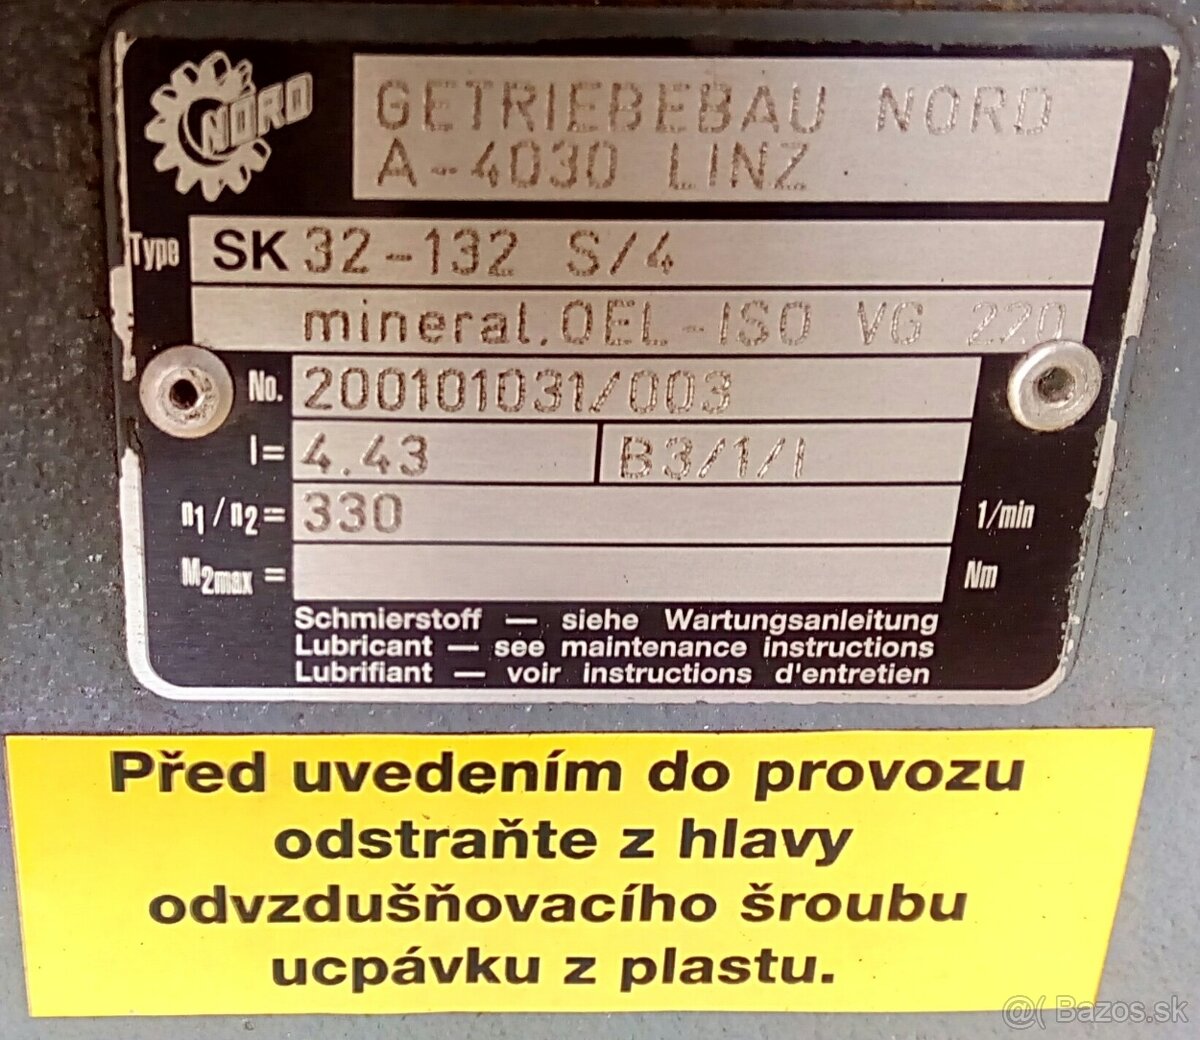 NORD
GETRIEBEBAU NORD
A-4030 LINZ
Type SK 32-132 S/4
mineral.OEL-ISO VG 220
No. 200101031/003
I= 4.43 B3/1/I
n1/n2= 330 1/min
M2max = Nm
Schmierstoff — siehe Wartungsanleitung
Lubricant — see maintenance instructions
Lubrifiant — voir instructions d'entretien
Před uvedením do provozu
odstraňte z hlavy
odvzdušňovacího šroubu
ucpávku z plastu.
@( Bazos.sk